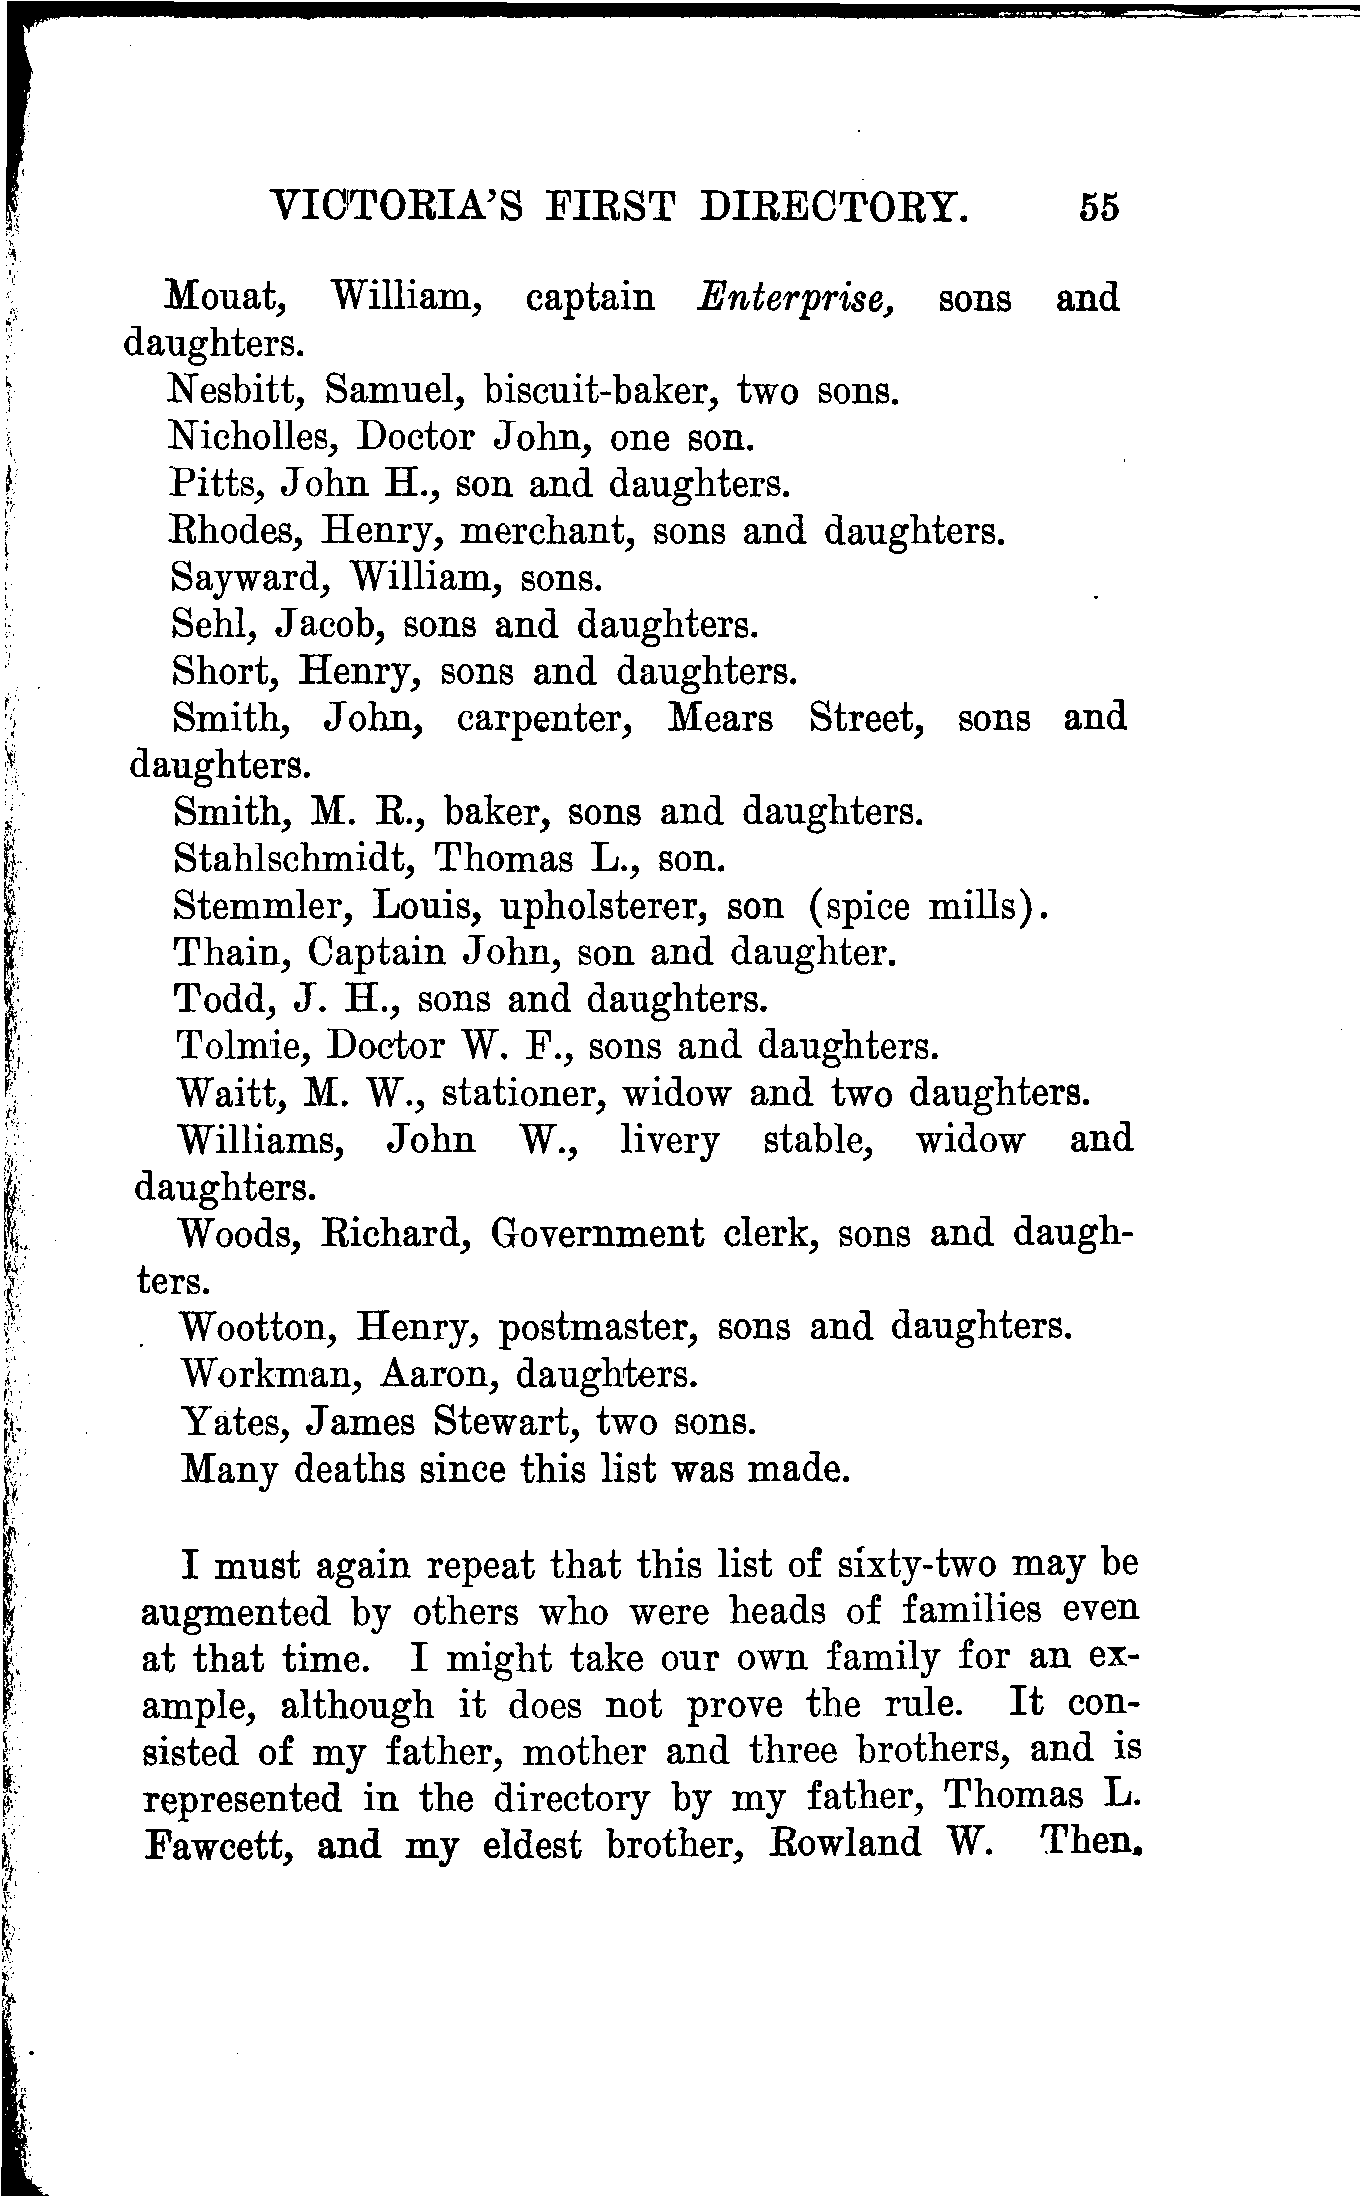 VICTORIA'S FIRST DIRECTORY. 55
Mouat, William, captain Enterprise, sons and
daughters.
Nesbitt, Samuel, biscuit-baker, two sons.
Nicholles, Doctor John, one son.
Pitts, John H., son and daughters.
Rhodes, Henry, merchant, sons and daughters.
Sayward, William, sons.
Sehl, Jacob, sons and daughters.
Short, Henry, sons and daughters.
Smith, John, carpenter, Mears Street, sons and
daughters.
Smith, M. R., baker, sons and daughters.
Stahlschmidt, Thomas L., son.
Stemmler, Louis, upholsterer, son (spice mills).
Thain, Captain John, son and daughter.
Todd, J. H., sons and daughters.
Tolmie, Doctor W. F., sons and daughters.
Waitt, M. W., stationer, widow and two daughters.
Williams, John W., livery stable, widow and
daughters.
Woods, Richard, Government clerk, sons and daugh-
ters.
Wootton, Henry, postmaster, sons and daughters.
Workman, Aaron, daughters.
Yates, James Stewart, two sons.
Many deaths since this list was made.
I must again repeat that this list of sixty-two may be
augmented by others who were heads of families even
at that time. I might take our own family for an ex-
ample, although it does not prove the rule. It con-
sisted of my father, mother and three brothers, and is
represented in the directory by my father, Thomas L.
Fawcett, and my eldest brother, Rowland W. Then,